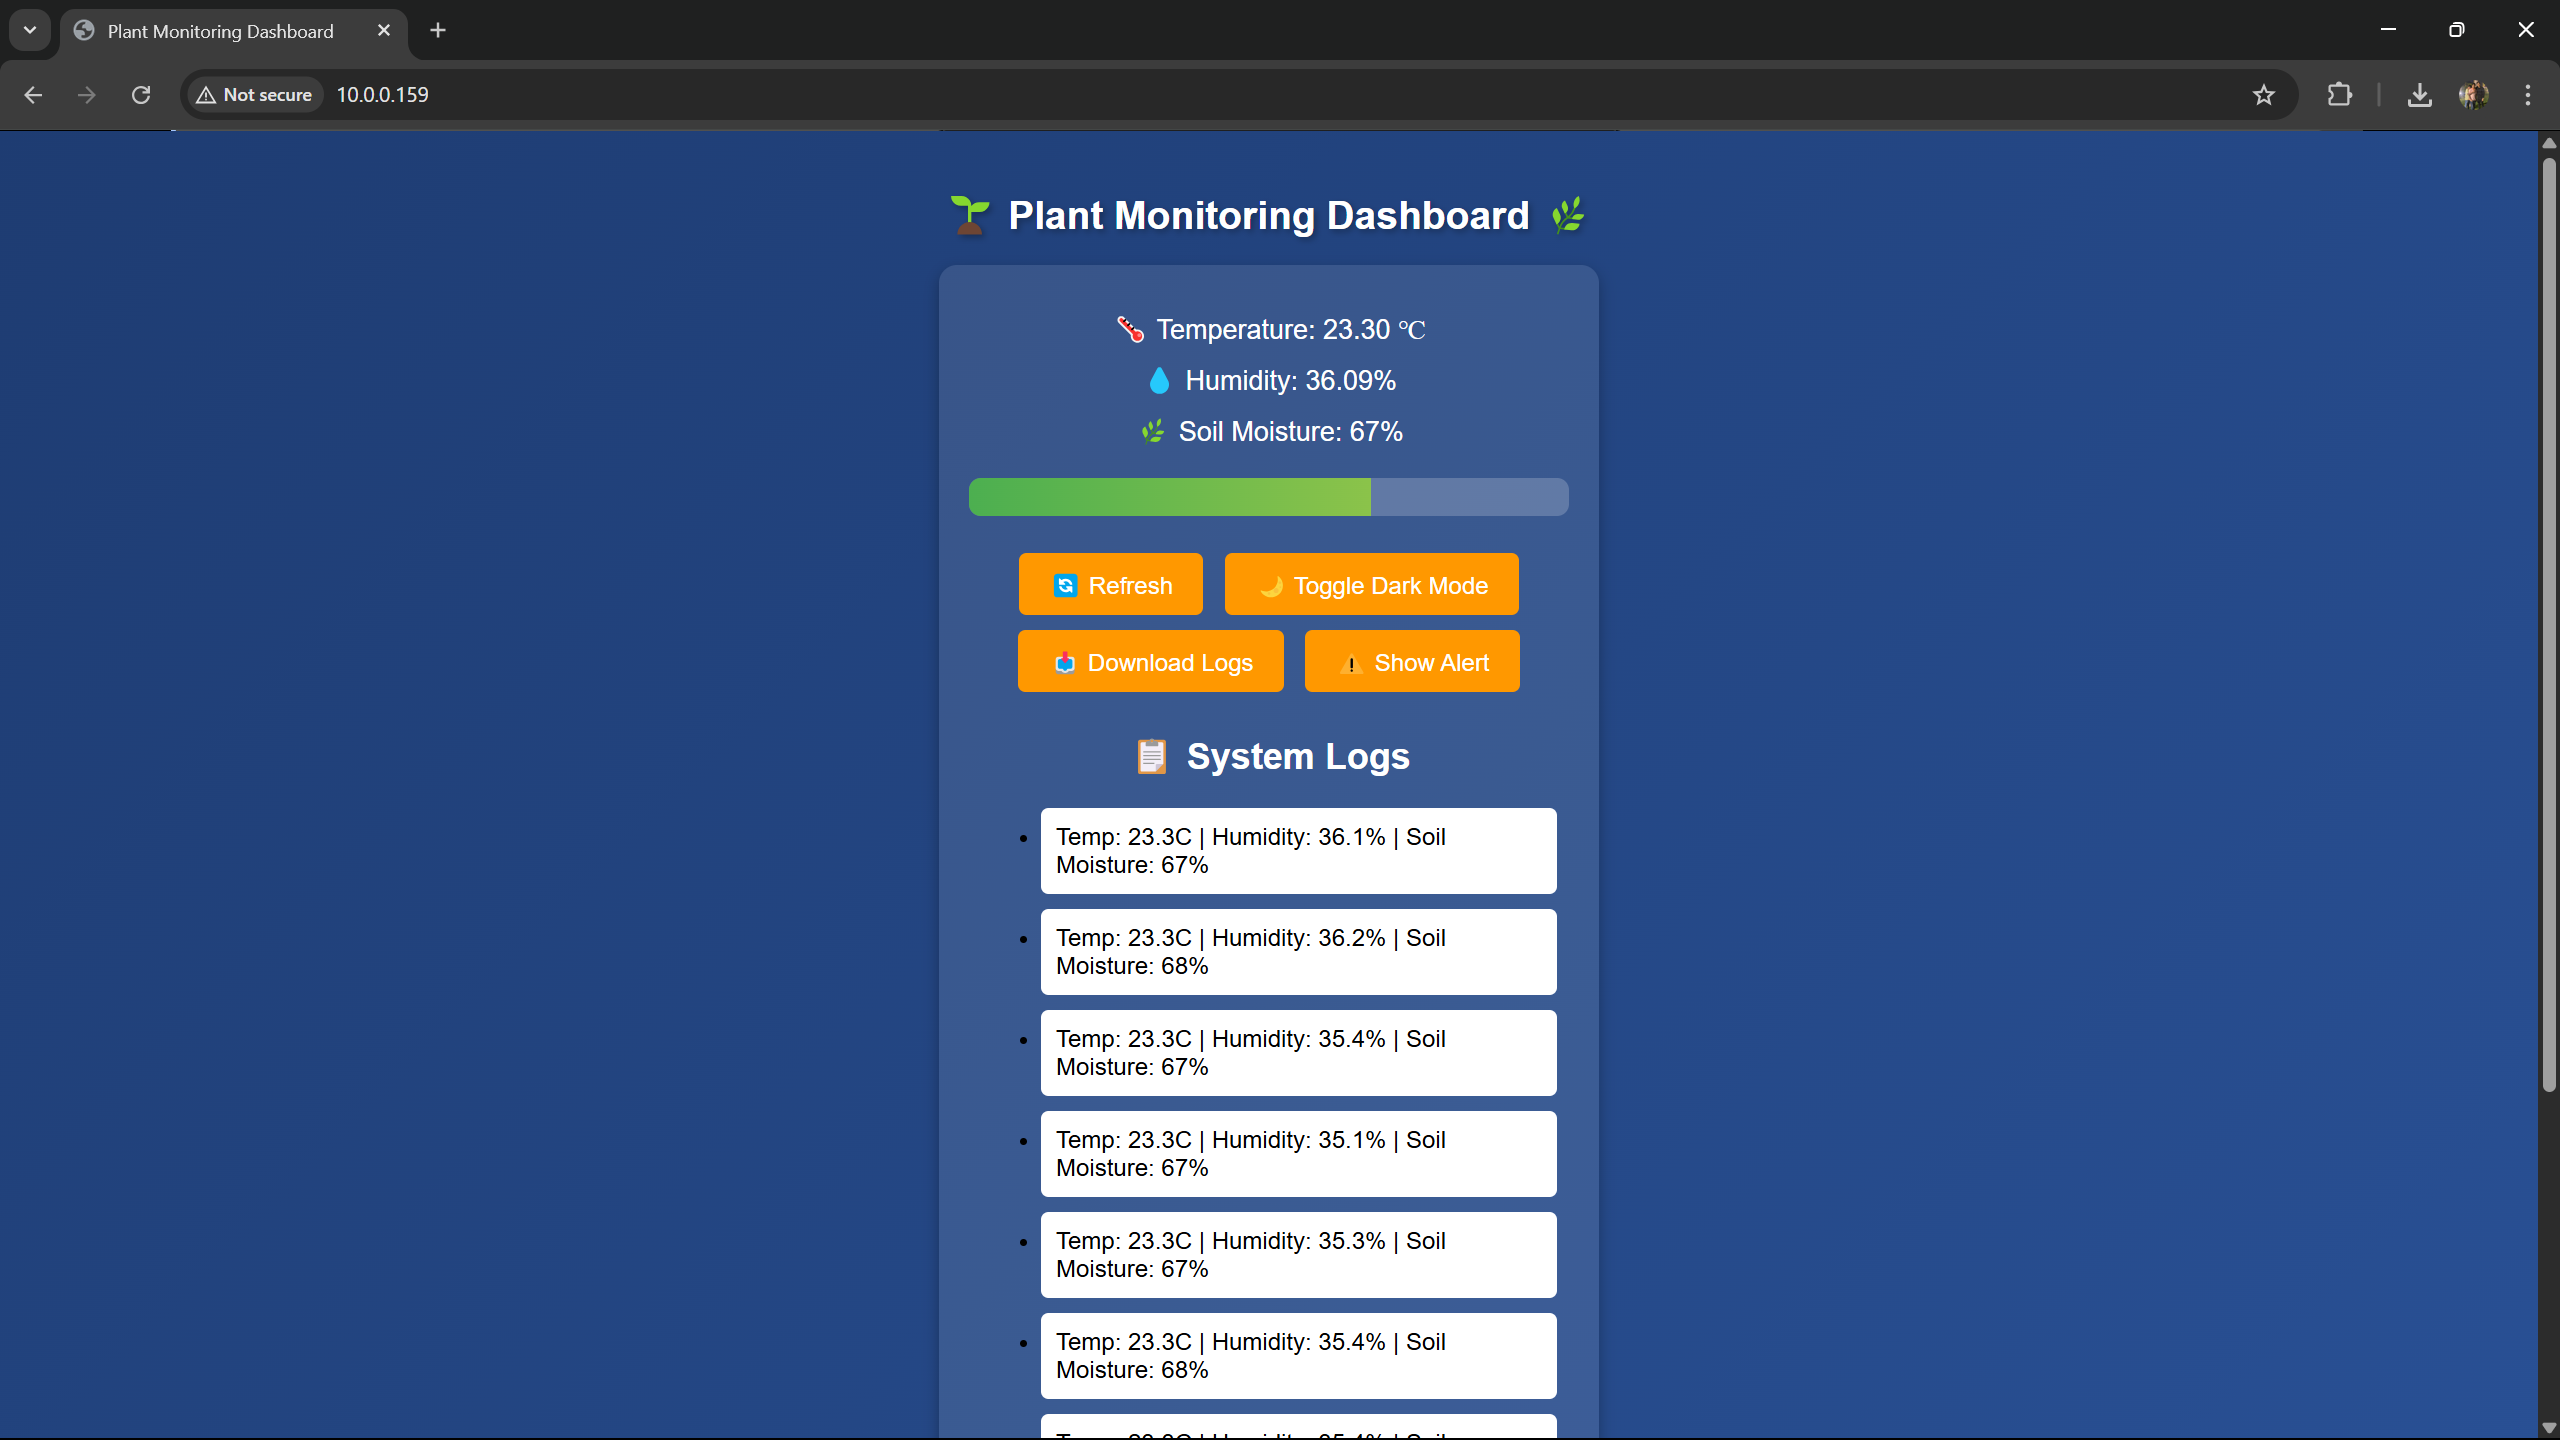 Plant Monitoring Dashboard
Not secure
10.0.0.159
Plant Monitoring Dashboard
Temperature: 23.30 °C
Humidity: 36.09%
Soil Moisture: 67%
Refresh
Toggle Dark Mode
Download Logs
Show Alert
System Logs
Temp: 23.3C | Humidity: 36.1% | Soil
Moisture: 67%
Temp: 23.3C | Humidity: 36.2% | Soil
Moisture: 68%
Temp: 23.3C | Humidity: 35.4% | Soil
Moisture: 67%
Temp: 23.3C | Humidity: 35.1% | Soil
Moisture: 67%
Temp: 23.3C | Humidity: 35.3% | Soil
Moisture: 67%
Temp: 23.3C | Humidity: 35.4% | Soil
Moisture: 68%